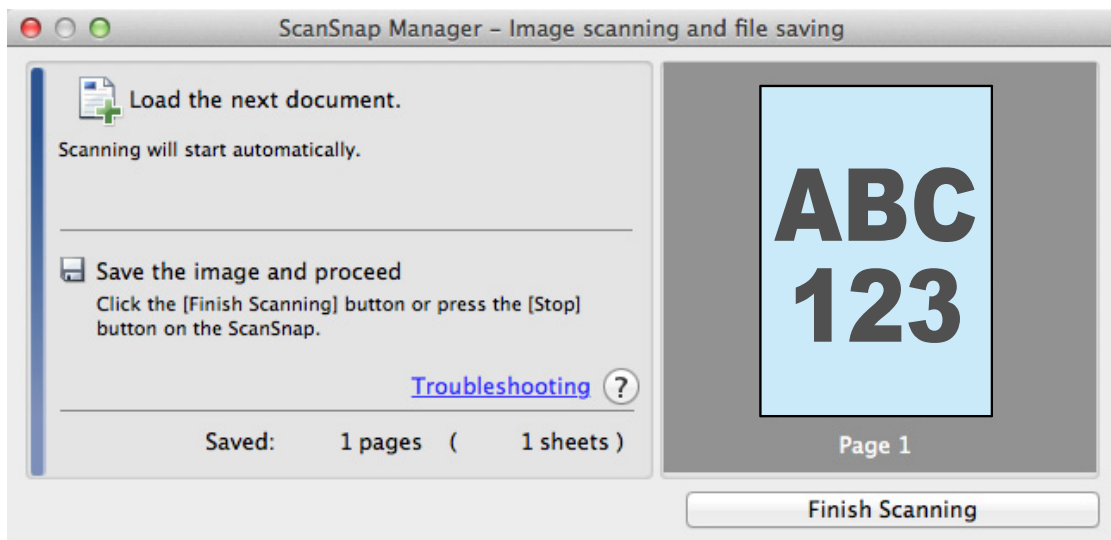 ScanSnap Manager – Image scanning and file saving
Load the next document.
Scanning will start automatically.
Save the image and proceed
Click the [Finish Scanning] button or press the [Stop]
button on the ScanSnap.
Troubleshooting ?
Saved: 1 pages ( 1 sheets )
ABC
123
Page 1
Finish Scanning